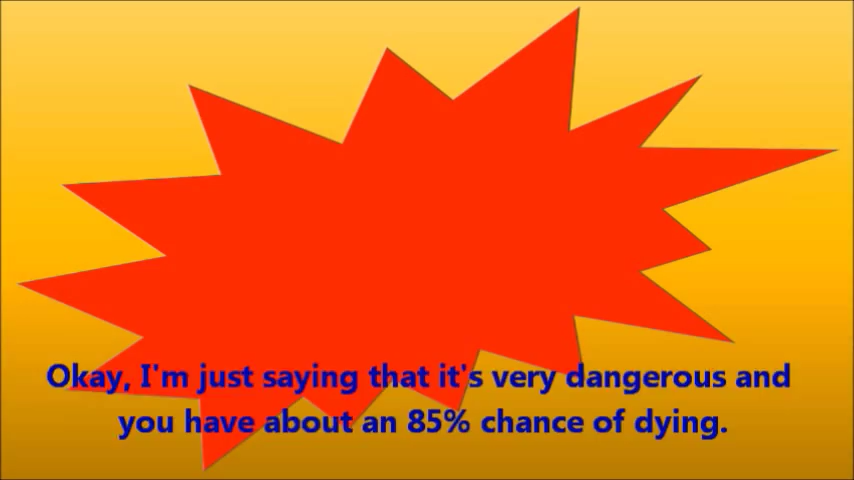 Okay, I'm just saying that it's very dangerous and
you have about an 85% chance of dying.